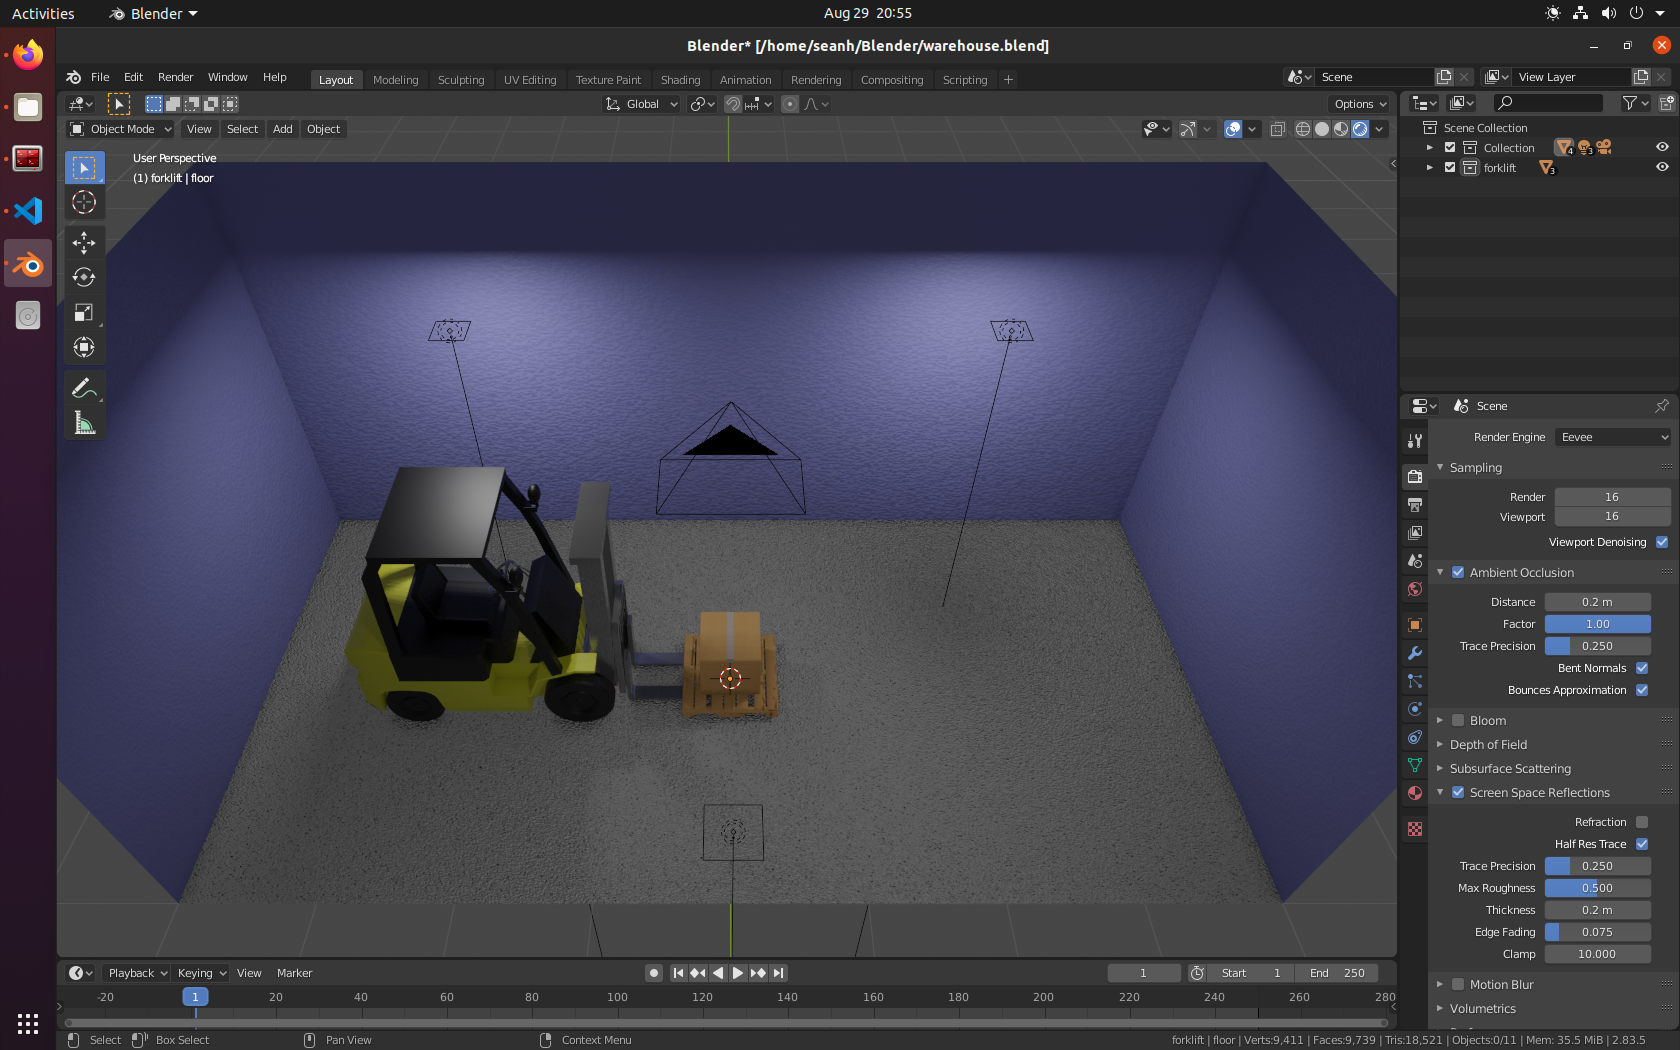 Activities Blender Aug 29 20:55
Blender* [/home/seanh/Blender/warehouse.blend]
File Edit Render Window Help Layout Modeling Sculpting UV Editing Texture Paint Shading Animation Rendering Compositing Scripting + Scene View Layer
Global Options
Object Mode View Select Add Object
User Perspective
(1) forklift | floor
Scene Collection
Collection 4 3
forklift 3
Scene
Render Engine Eevee
Sampling
Render 16
Viewport 16
Viewport Denoising
Ambient Occlusion
Distance 0.2 m
Factor 1.00
Trace Precision 0.250
Bent Normals
Bounces Approximation
Bloom
Depth of Field
Subsurface Scattering
Screen Space Reflections
Refraction
Half Res Trace
Trace Precision 0.250
Max Roughness 0.500
Thickness 0.2 m
Edge Fading 0.075
Clamp 10.000
Motion Blur
Volumetrics
Playback Keying View Marker 1 Start 1 End 250
-20 1 20 40 60 80 100 120 140 160 180 200 220 240 260 280
Select Box Select Pan View Context Menu forklift | floor | Verts:9,411 | Faces:9,739 | Tris:18,521 | Objects:0/11 | Mem: 35.5 MiB | 2.83.5